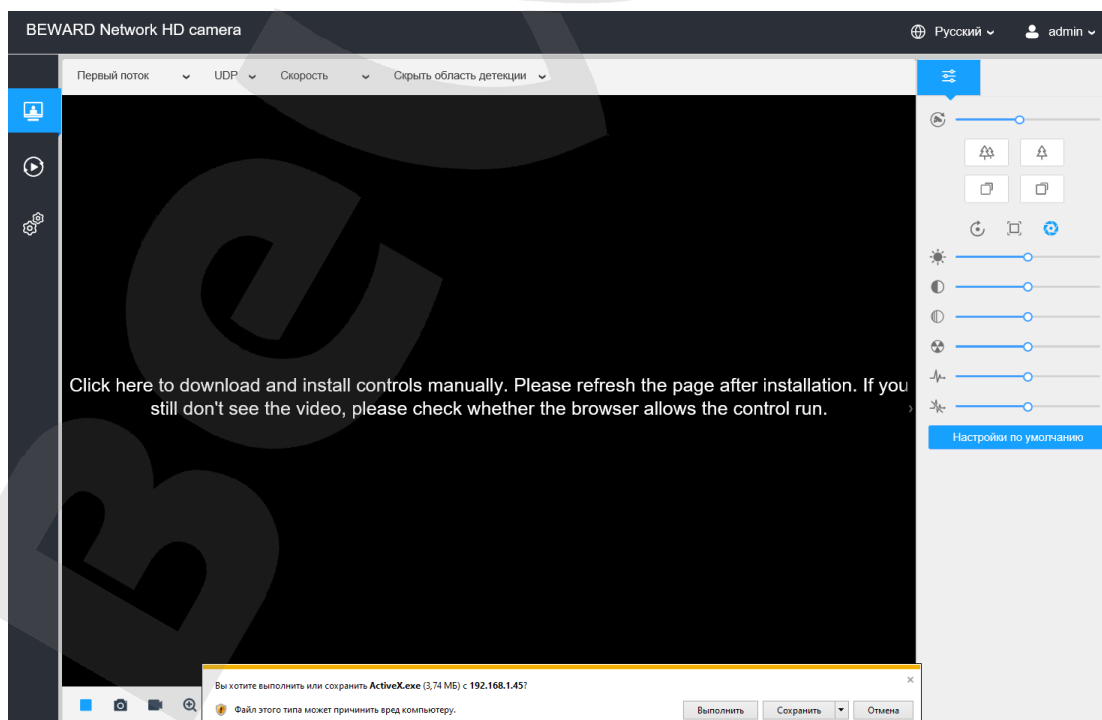 BEWARD Network HD camera
Русский
admin
Первый поток
UDP
Скорость
Скрыть область детекции
Click here to download and install controls manually. Please refresh the page after installation. If you
still don't see the video, please check whether the browser allows the control run.
Настройки по умолчанию
Вы хотите выполнить или сохранить ActiveX.exe (3,74 МБ) с 192.168.1.45?
Файл этого типа может причинить вред компьютеру.
Выполнить
Сохранить
Отмена